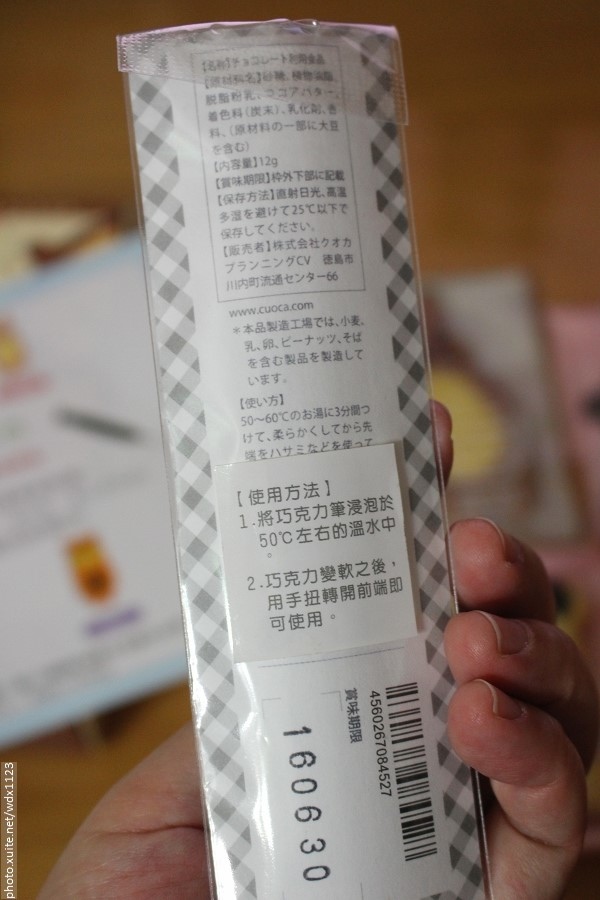 【名称】チョコレート利用食品
【原材料名】砂糖、植物油脂、
脱脂粉乳、ココアバター、
着色料(炭末)、乳化剤、香
料、(原材料の一部に大豆
を含む)
【内容量】12g
【賞味期限】枠外下部に記載
【保存方法】直射日光、高温
多湿を避けて25℃以下で
保存してください。
【販売者】株式会社クオカ
プランニングCV 徳島市
川内町流通センター66
www.cuoca.com
*本品製造工場では、小麦、
乳、卵、ピーナッツ、そば
を含む製品を製造して
います。
【使い方】
50〜60℃のお湯に3分間つ
けて、柔らかくしてから先
端をハサミなどを使って
【使用方法】
1.將巧克力筆浸泡於
50℃左右的溫水中
。
2.巧克力變軟之後，
用手扭轉開前端即
可使用。
賞味期限
160630
4560267084527
photo.xuite.net/wdx1123